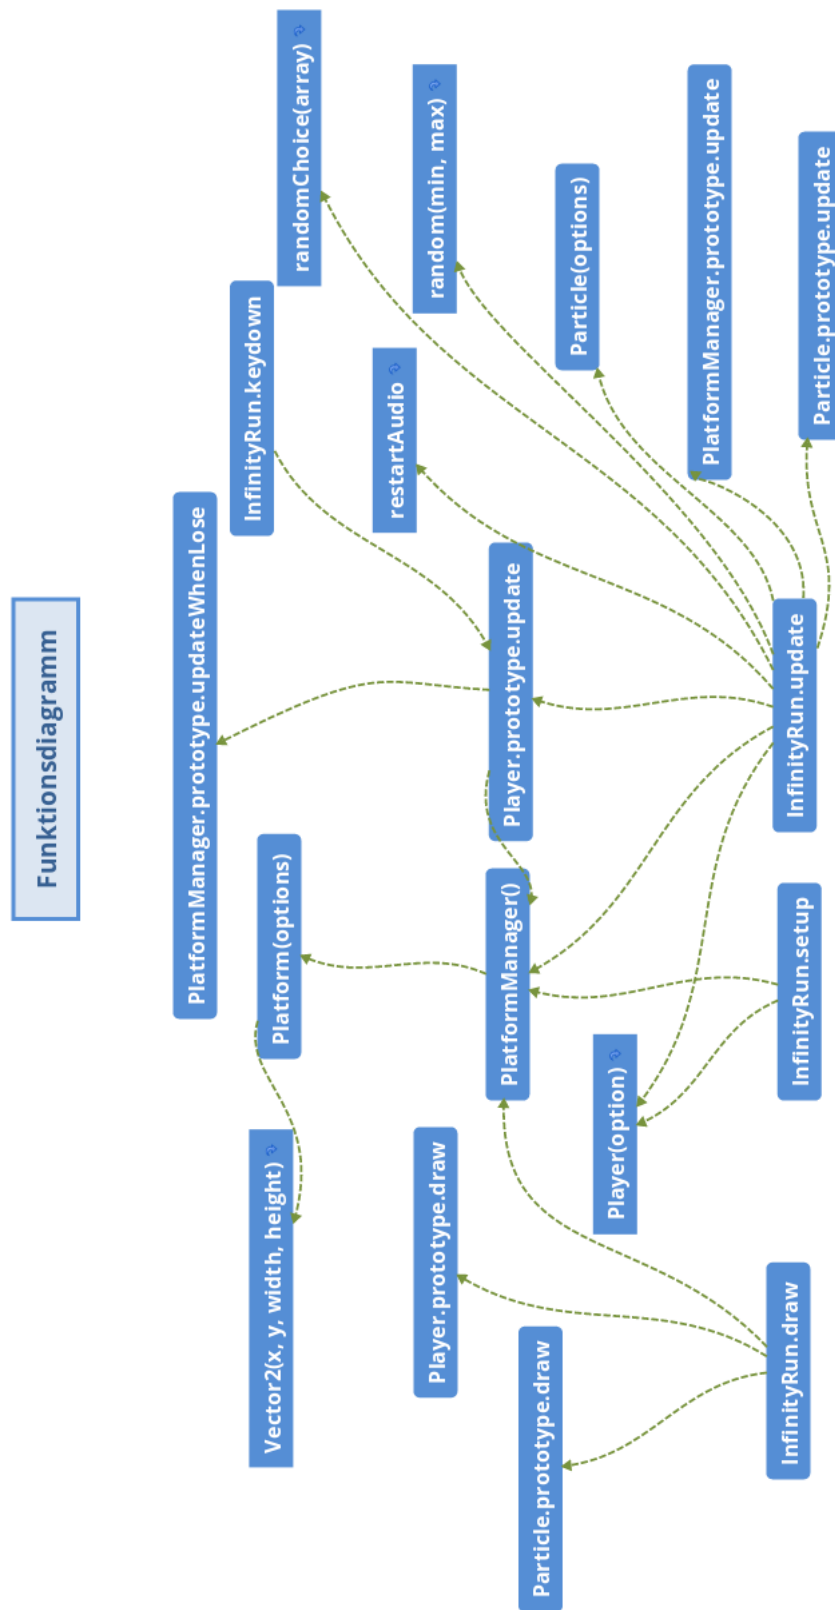 Funktionsdiagramm
PlatformManager.prototype.updateWhenLose
InfinityRun.keydown
randomChoice(array)
Vector2(x, y, width, height)
Platform(options)
restartAudio
random(min, max)
Player.prototype.draw
PlatformManager()
Player.prototype.update
Particle(options)
Particle.prototype.draw
Player(option)
PlatformManager.prototype.update
InfinityRun.draw
InfinityRun.setup
InfinityRun.update
Particle.prototype.update